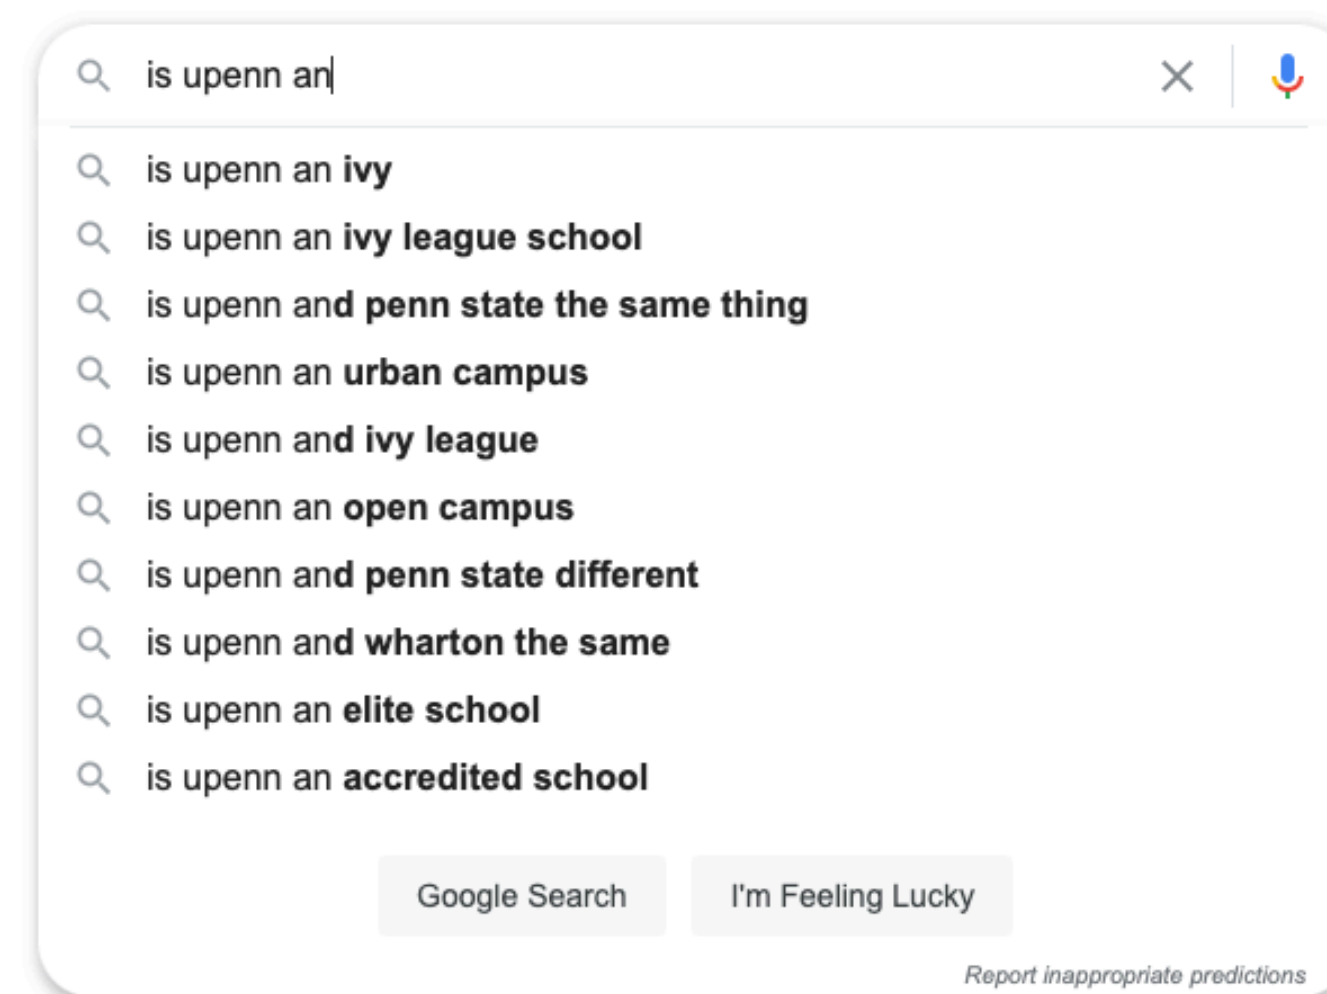 is upenn an
is upenn an ivy
is upenn an ivy league school
is upenn and penn state the same thing
is upenn an urban campus
is upenn and ivy league
is upenn an open campus
is upenn and penn state different
is upenn and wharton the same
is upenn an elite school
is upenn an accredited school
Google Search I'm Feeling Lucky
Report inappropriate predictions